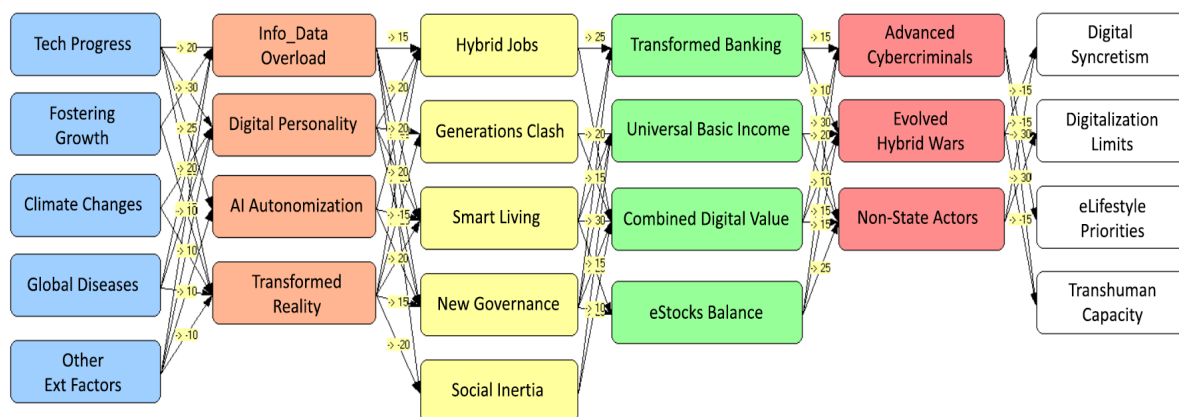 Tech Progress
Fostering
Growth
Climate Changes
Global Diseases
Other
Ext Factors
-> 20
-> -30
-> 25
-> 20
-> 10
-> 10
-> 10
-> -10
Info_Data
Overload
Digital Personality
AI Autonomization
Transformed
Reality
-> 15
-> 20
-> 20
-> 20
-> -15
-> 20
-> 15
-> -20
Hybrid Jobs
Generations Clash
Smart Living
New Governance
Social Inertia
-> 25
-> 20
-> 15
-> 30
-> 15
-> 10
Transformed Banking
Universal Basic Income
Combined Digital Value
eStocks Balance
-> 15
-> 10
-> 30
-> 20
-> 10
-> 15
-> 15
-> 25
Advanced
Cybercriminals
Evolved
Hybrid Wars
Non-State Actors
-> -15
-> -15
-> 30
-> 30
-> -15
Digital
Syncretism
Digitalization
Limits
eLifestyle
Priorities
Transhuman
Capacity